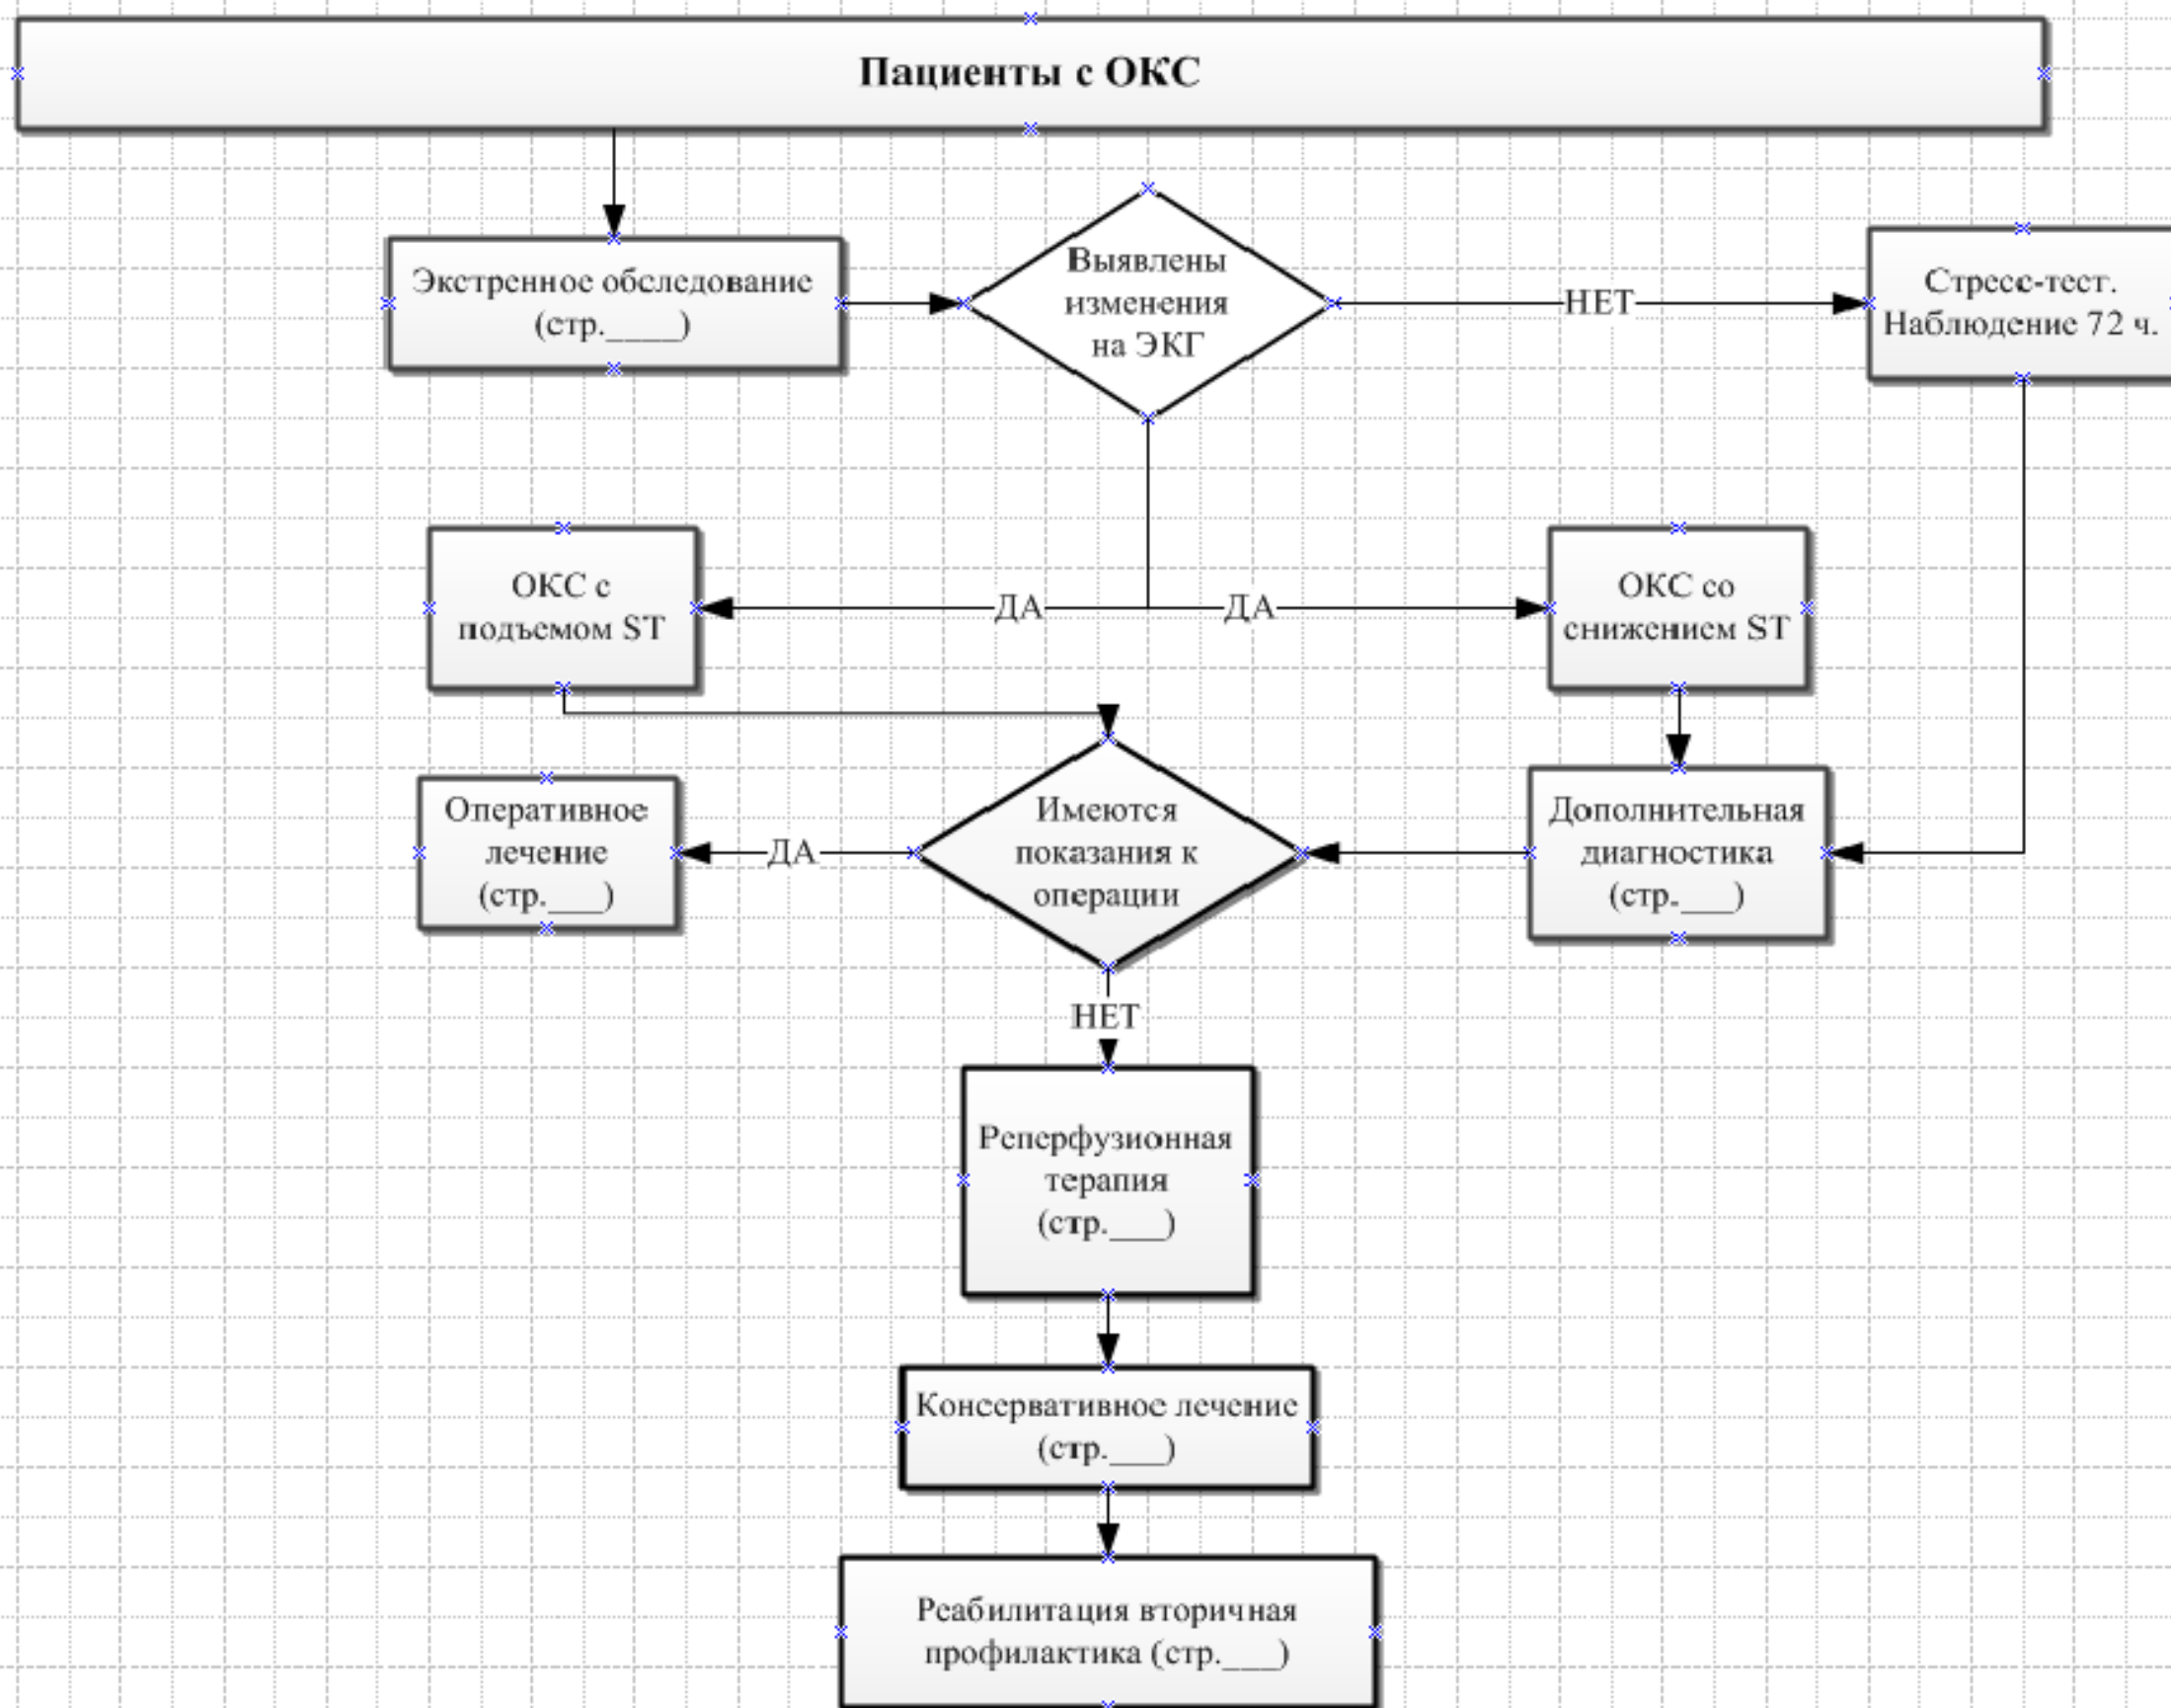 Пациенты с ОКС
Экстренное обследование
(стр.____)
Выявлены
изменения
на ЭКГ
НЕТ
Стресс-тест.
Наблюдение 72 ч.
ОКС с
подъемом ST
ДА
ДА
ОКС со
снижением ST
Оперативное
лечение
(стр.___)
ДА
Имеются
показания к
операции
Дополнительная
диагностика
(стр.___)
НЕТ
Реперфузионная
терапия
(стр.___)
Консервативное лечение
(стр.___)
Реабилитация вторичная
профилактика (стр.___)